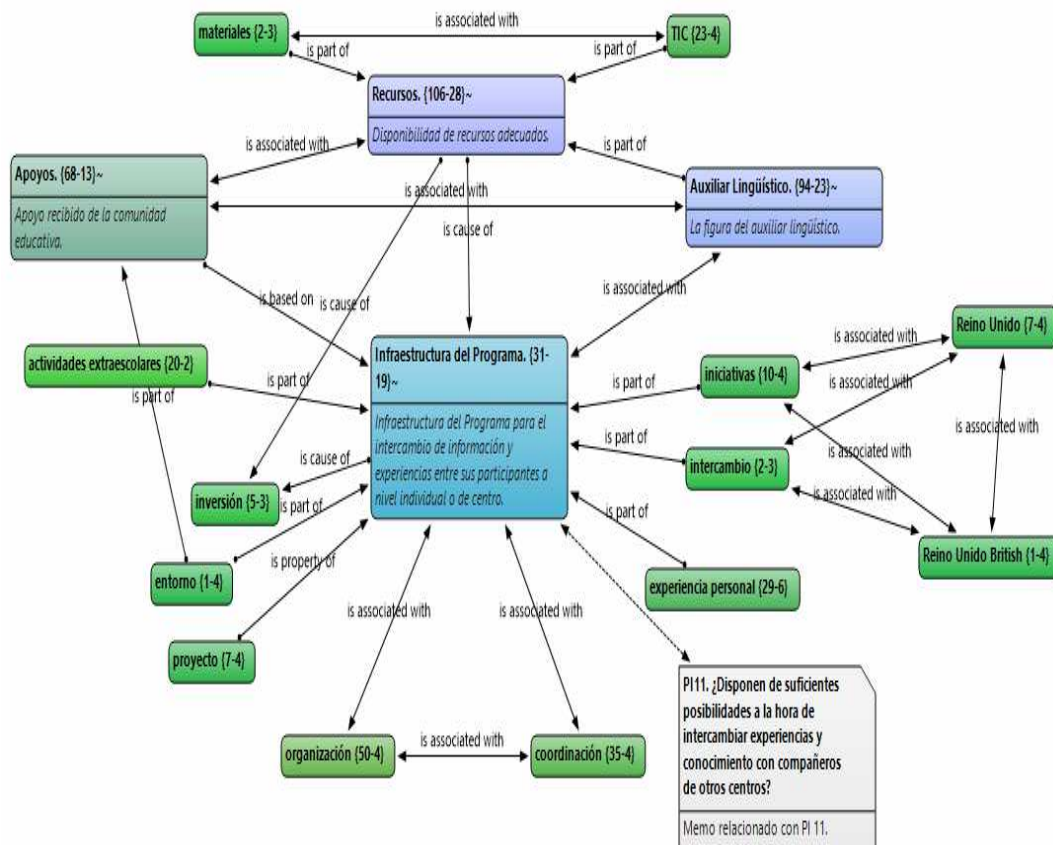 is associated with
materiales {2-3}
TIC {23-4}
is part of
is part of
Recursos. {106-28}~
Disponibilidad de recursos adecuados.
is associated with
is part of
Apoyos. {68-13}~
Apoyo recibido de la comunidad
educativa.
is associated with
Auxiliar Lingüístico. {94-23}~
La figura del auxiliar lingüístico.
is cause of
is associated with
is based on
is cause of
Reino Unido {7-4}
is associated with
actividades extraescolares {20-2}
Infraestructura del Programa. {31-
19}~
Infraestructura del Programa para el
intercambio de información y
experiencias entre sus participantes a
nivel individual o de centro.
is part of
is part of
iniciativas {10-4}
is associated with
is part of
is associated with
is part of
is associated with
is cause of
intercambio {2-3}
is associated with
inversión {5-3}
is part of
is part of
is property of
entorno {1-4}
Reino Unido British {1-4}
experiencia personal {29-6}
is associated with
is associated with
proyecto {7-4}
PI11. ¿Disponen de suficientes
posibilidades a la hora de
intercambiar experiencias y
conocimiento con compañeros
de otros centros?
Memo relacionado con PI 11.
organización {50-4}
is associated with
coordinación {35-4}